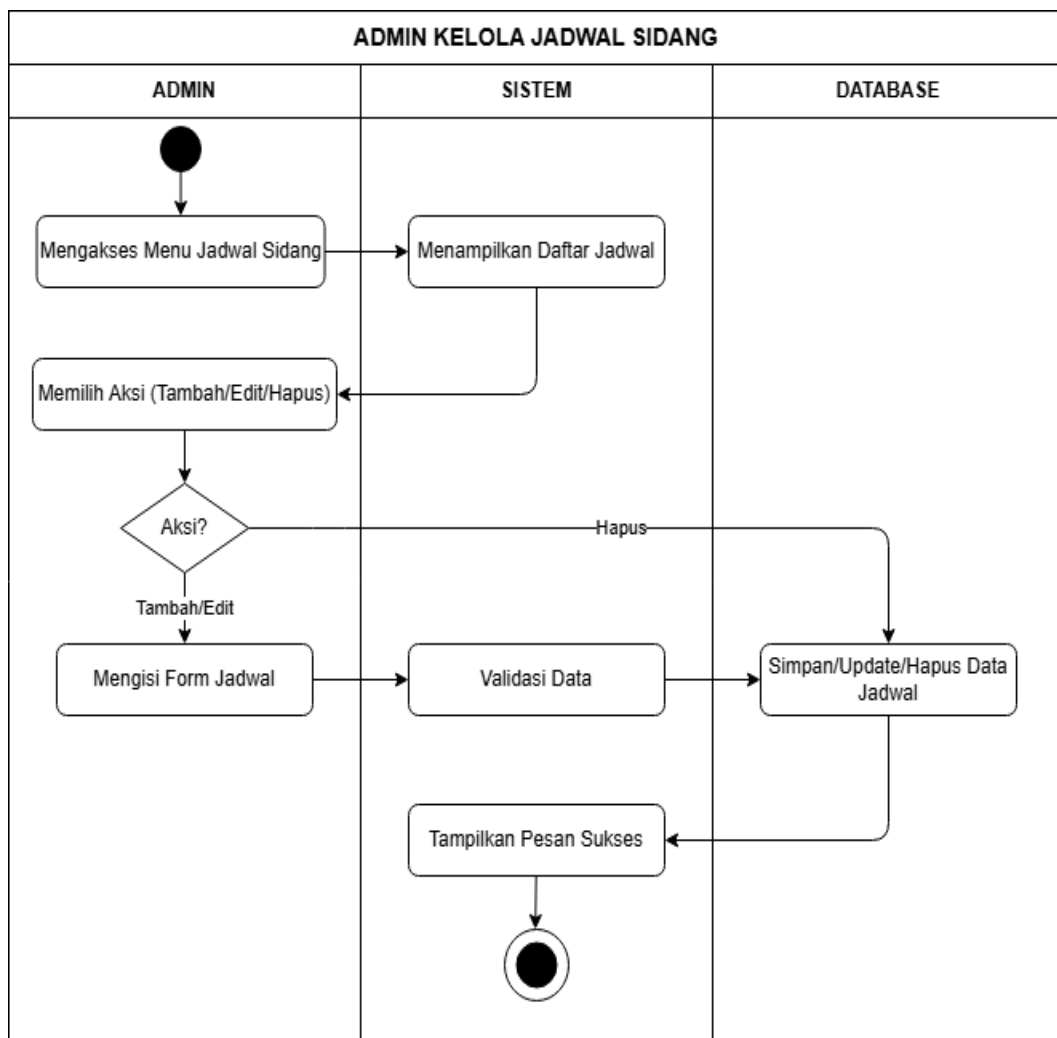 ADMIN KELOLA JADWAL SIDANG
ADMIN
SISTEM
DATABASE
Mengakses Menu Jadwal Sidang
Menampilkan Daftar Jadwal
Memilih Aksi (Tambah/Edit/Hapus)
Aksi?
Hapus
Tambah/Edit
Mengisi Form Jadwal
Validasi Data
Simpan/Update/Hapus Data
Jadwal
Tampilkan Pesan Sukses